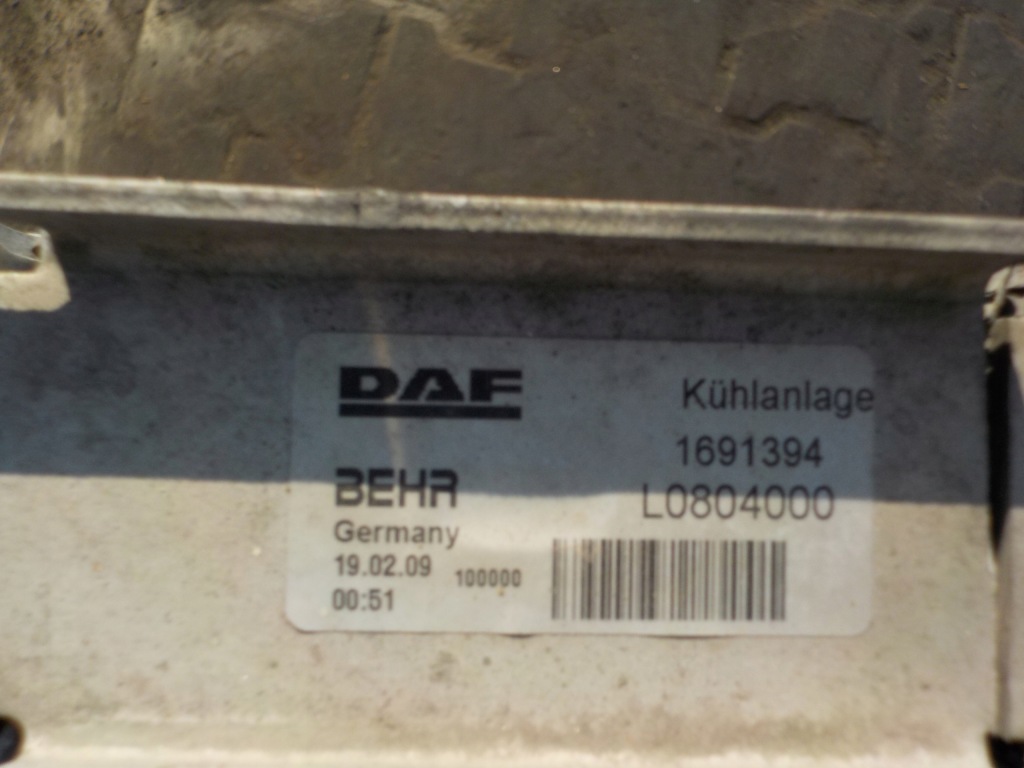 DAF
Kühlanlage
1691394
BEHR
L0804000
Germany
19.02.09
100000
00:51